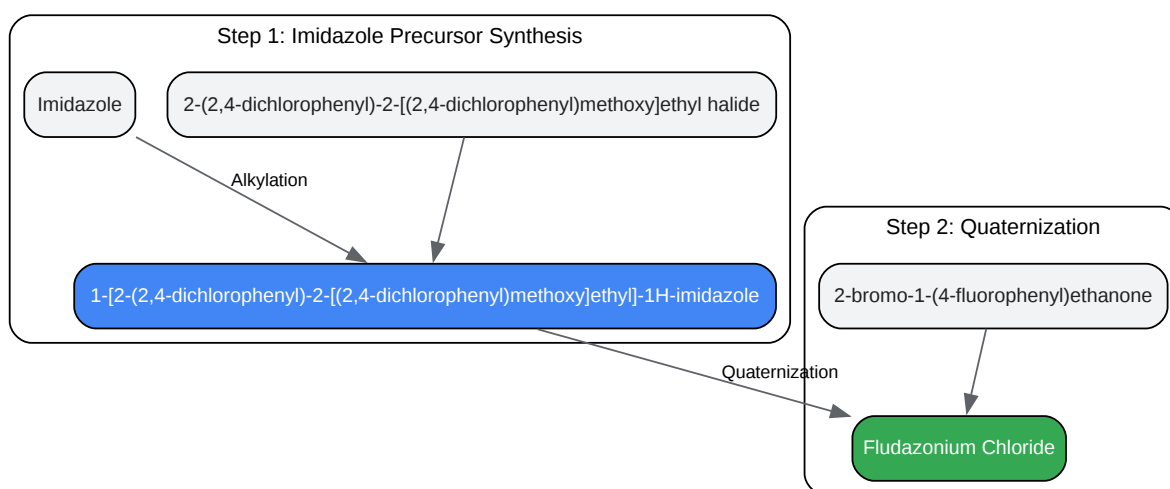 Step 1: Imidazole Precursor Synthesis
Imidazole
2-(2,4-dichlorophenyl)-2-[(2,4-dichlorophenyl)methoxy]ethyl halide
Alkylation
1-[2-(2,4-dichlorophenyl)-2-[(2,4-dichlorophenyl)methoxy]ethyl]-1H-imidazole
Step 2: Quaternization
2-bromo-1-(4-fluorophenyl)ethanone
Quaternization
Fludazonium Chloride